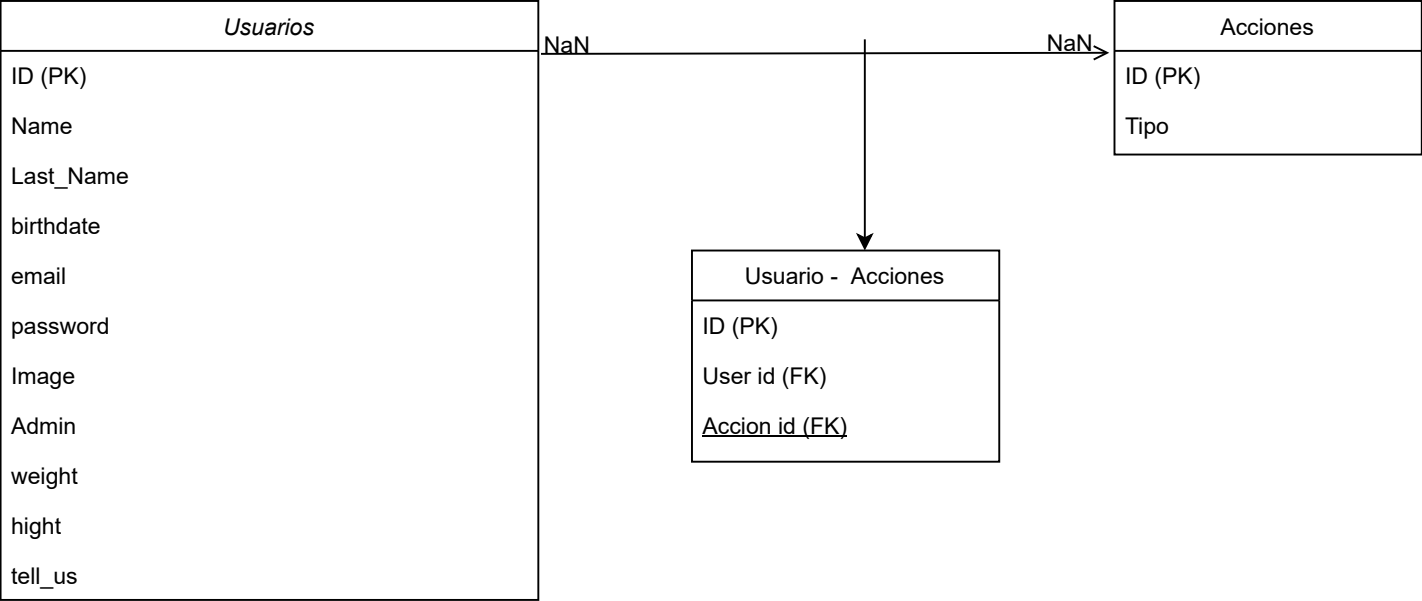 Usuarios
ID (PK)
Name
Last_Name
birthdate
email
password
Image
Admin
weight
hight
tell_us
NaN
NaN
Acciones
ID (PK)
Tipo
Usuario - Acciones
ID (PK)
User id (FK)
Accion id (FK)